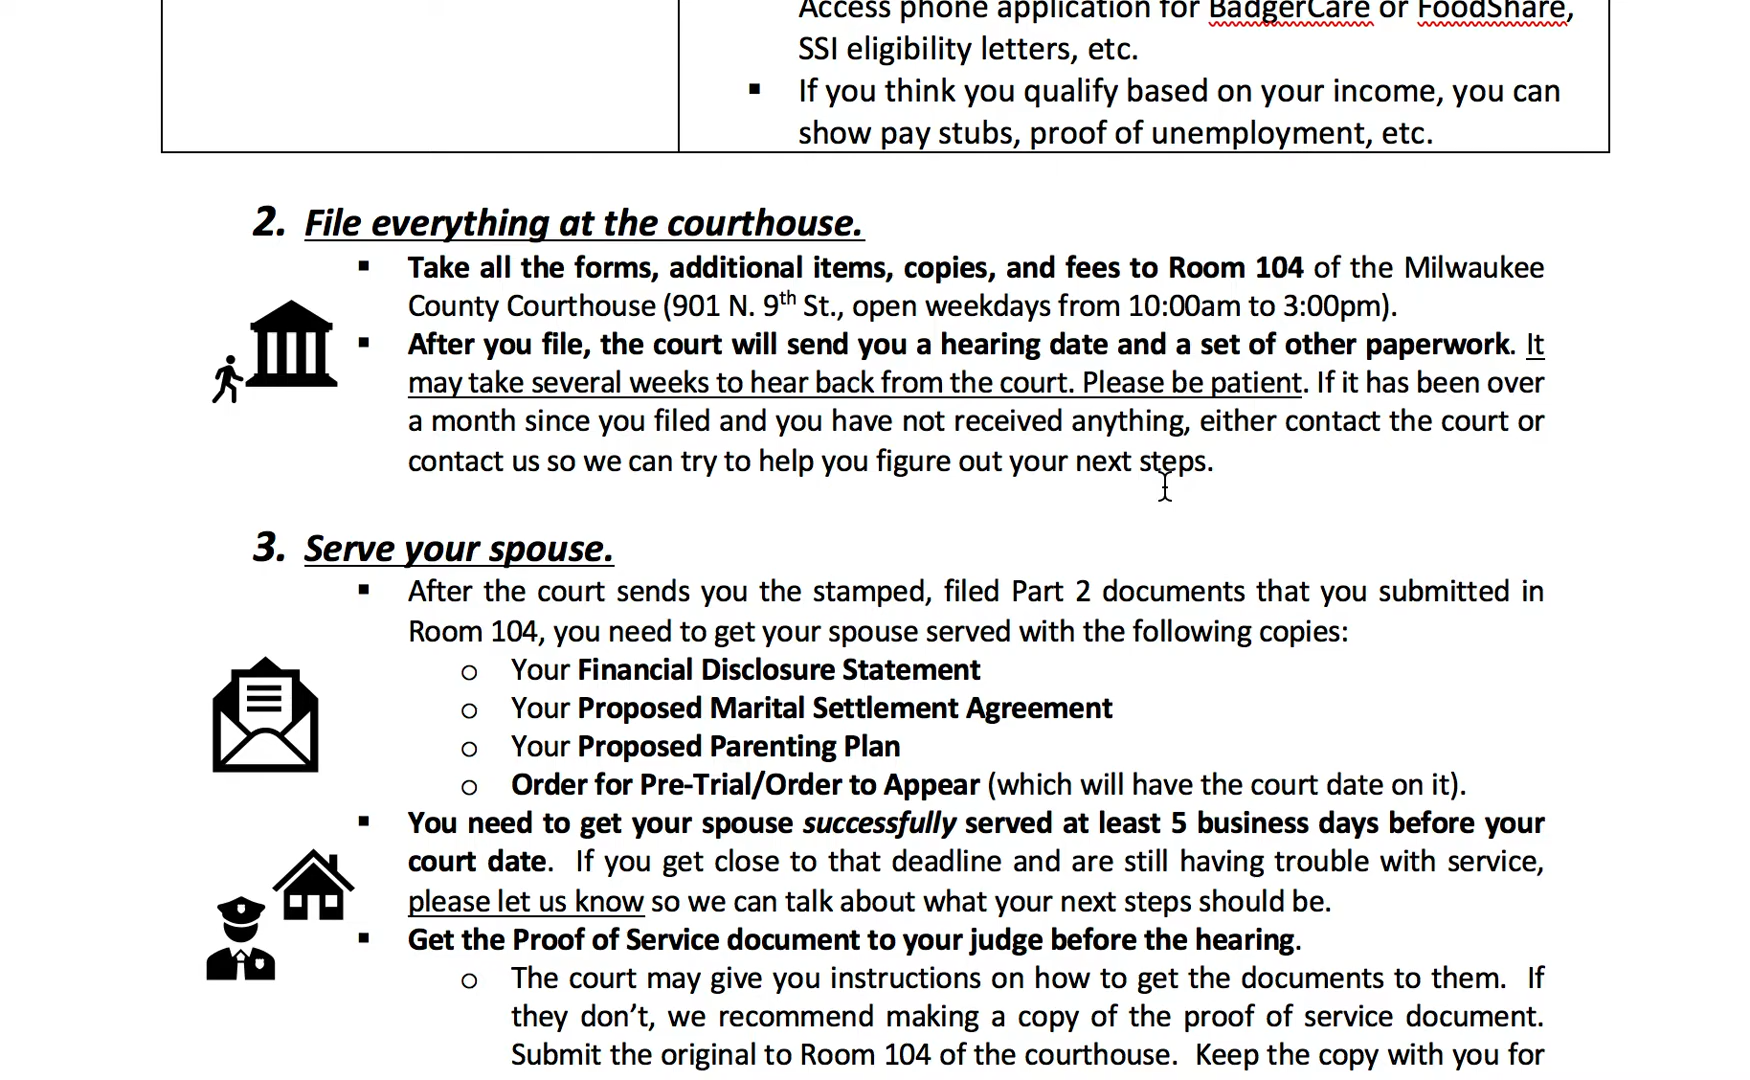 Access phone application for BadgerCare or FoodShare,
SSI eligibility letters, etc.
▪ If you think you qualify based on your income, you can
show pay stubs, proof of unemployment, etc.
2. File everything at the courthouse.
▪ Take all the forms, additional items, copies, and fees to Room 104 of the Milwaukee
County Courthouse (901 N. 9th St., open weekdays from 10:00am to 3:00pm).
▪ After you file, the court will send you a hearing date and a set of other paperwork. It
may take several weeks to hear back from the court. Please be patient. If it has been over
a month since you filed and you have not received anything, either contact the court or
contact us so we can try to help you figure out your next steps.
3. Serve your spouse.
▪ After the court sends you the stamped, filed Part 2 documents that you submitted in
Room 104, you need to get your spouse served with the following copies:
o Your Financial Disclosure Statement
o Your Proposed Marital Settlement Agreement
o Your Proposed Parenting Plan
o Order for Pre-Trial/Order to Appear (which will have the court date on it).
▪ You need to get your spouse successfully served at least 5 business days before your
court date. If you get close to that deadline and are still having trouble with service,
please let us know so we can talk about what your next steps should be.
▪ Get the Proof of Service document to your judge before the hearing.
o The court may give you instructions on how to get the documents to them. If
they don’t, we recommend making a copy of the proof of service document.
Submit the original to Room 104 of the courthouse. Keep the copy with you for